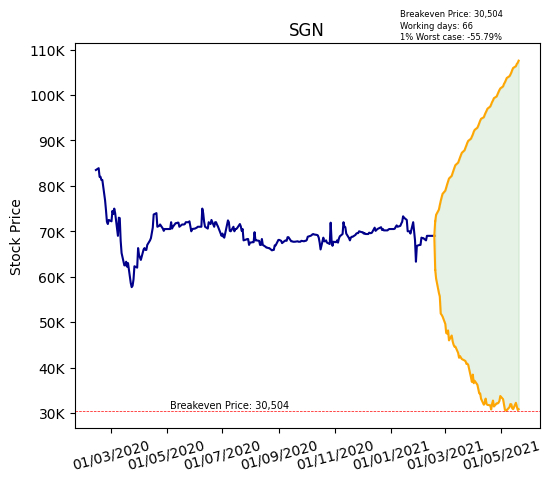 Breakeven Price: 30,504
Working days: 66
1% Worst case: -55.79%
SGN
110K
100K
90K
80K
70K
60K
50K
40K
30K
Stock Price
Breakeven Price: 30,504
01/03/2020
01/05/2020
01/07/2020
01/09/2020
01/11/2020
01/01/2021
01/03/2021
01/05/2021